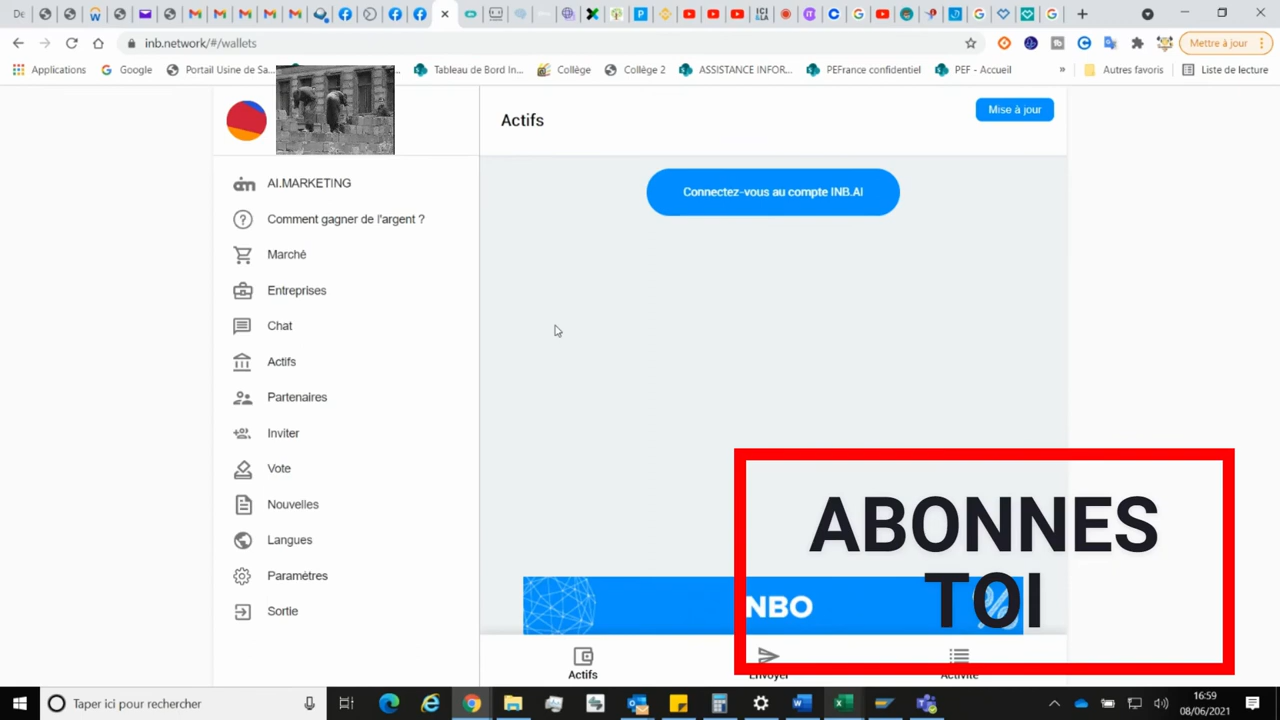 De
ICI
&LA
inb.network/#/wallets
Mettre à jour
Applications
Google
Portail Usine de Sa...
Tableau de Bord In...
Collège
Collège 2
ASSISTANCE INFOR...
PEFrance confidentiel
PEF - Accueil
»
Autres favoris
Liste de lecture
Actifs
Mise à jour
Connectez-vous au compte INB.AI
AI.MARKETING
Comment gagner de l'argent ?
Marché
Entreprises
Chat
Actifs
Partenaires
Inviter
Vote
Nouvelles
Langues
Paramètres
Sortie
ABONNES
TOI
NBO
Actifs
Envoyer
Activité
Taper ici pour rechercher
16:59
08/06/2021